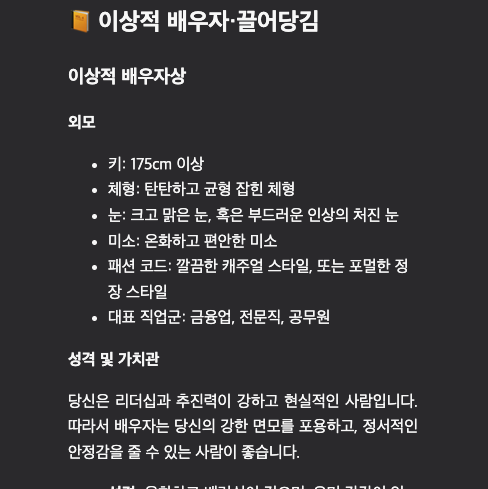 📙 이상적 배우자·끌어당김
이상적 배우자상
외모
• 키: 175cm 이상
• 체형: 탄탄하고 균형 잡힌 체형
• 눈: 크고 맑은 눈, 혹은 부드러운 인상의 처진 눈
• 미소: 온화하고 편안한 미소
• 패션 코드: 깔끔한 캐주얼 스타일, 또는 포멀한 정
장 스타일
• 대표 직업군: 금융업, 전문직, 공무원
성격 및 가치관
당신은 리더십과 추진력이 강하고 현실적인 사람입니다.
따라서 배우자는 당신의 강한 면모를 포용하고, 정서적인
안정감을 줄 수 있는 사람이 좋습니다.